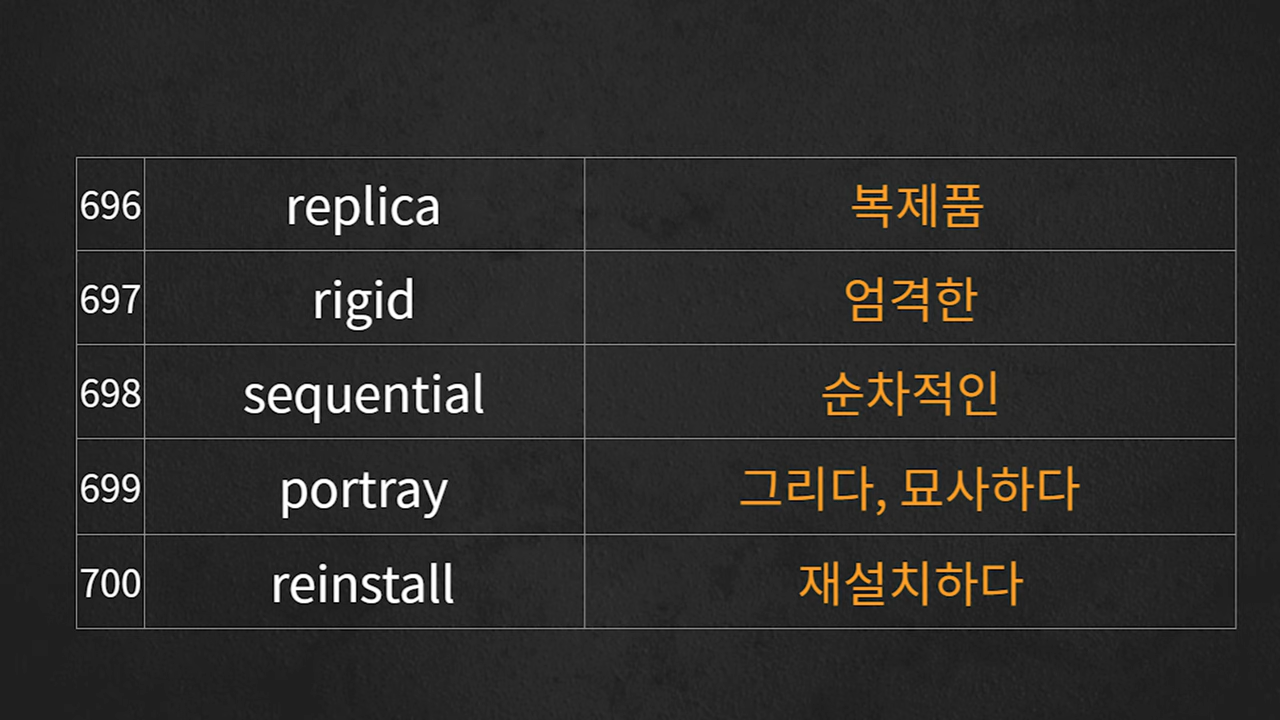 696 replica 복제품
697 rigid 엄격한
698 sequential 순차적인
699 portray 그리다, 묘사하다
700 reinstall 재설치하다